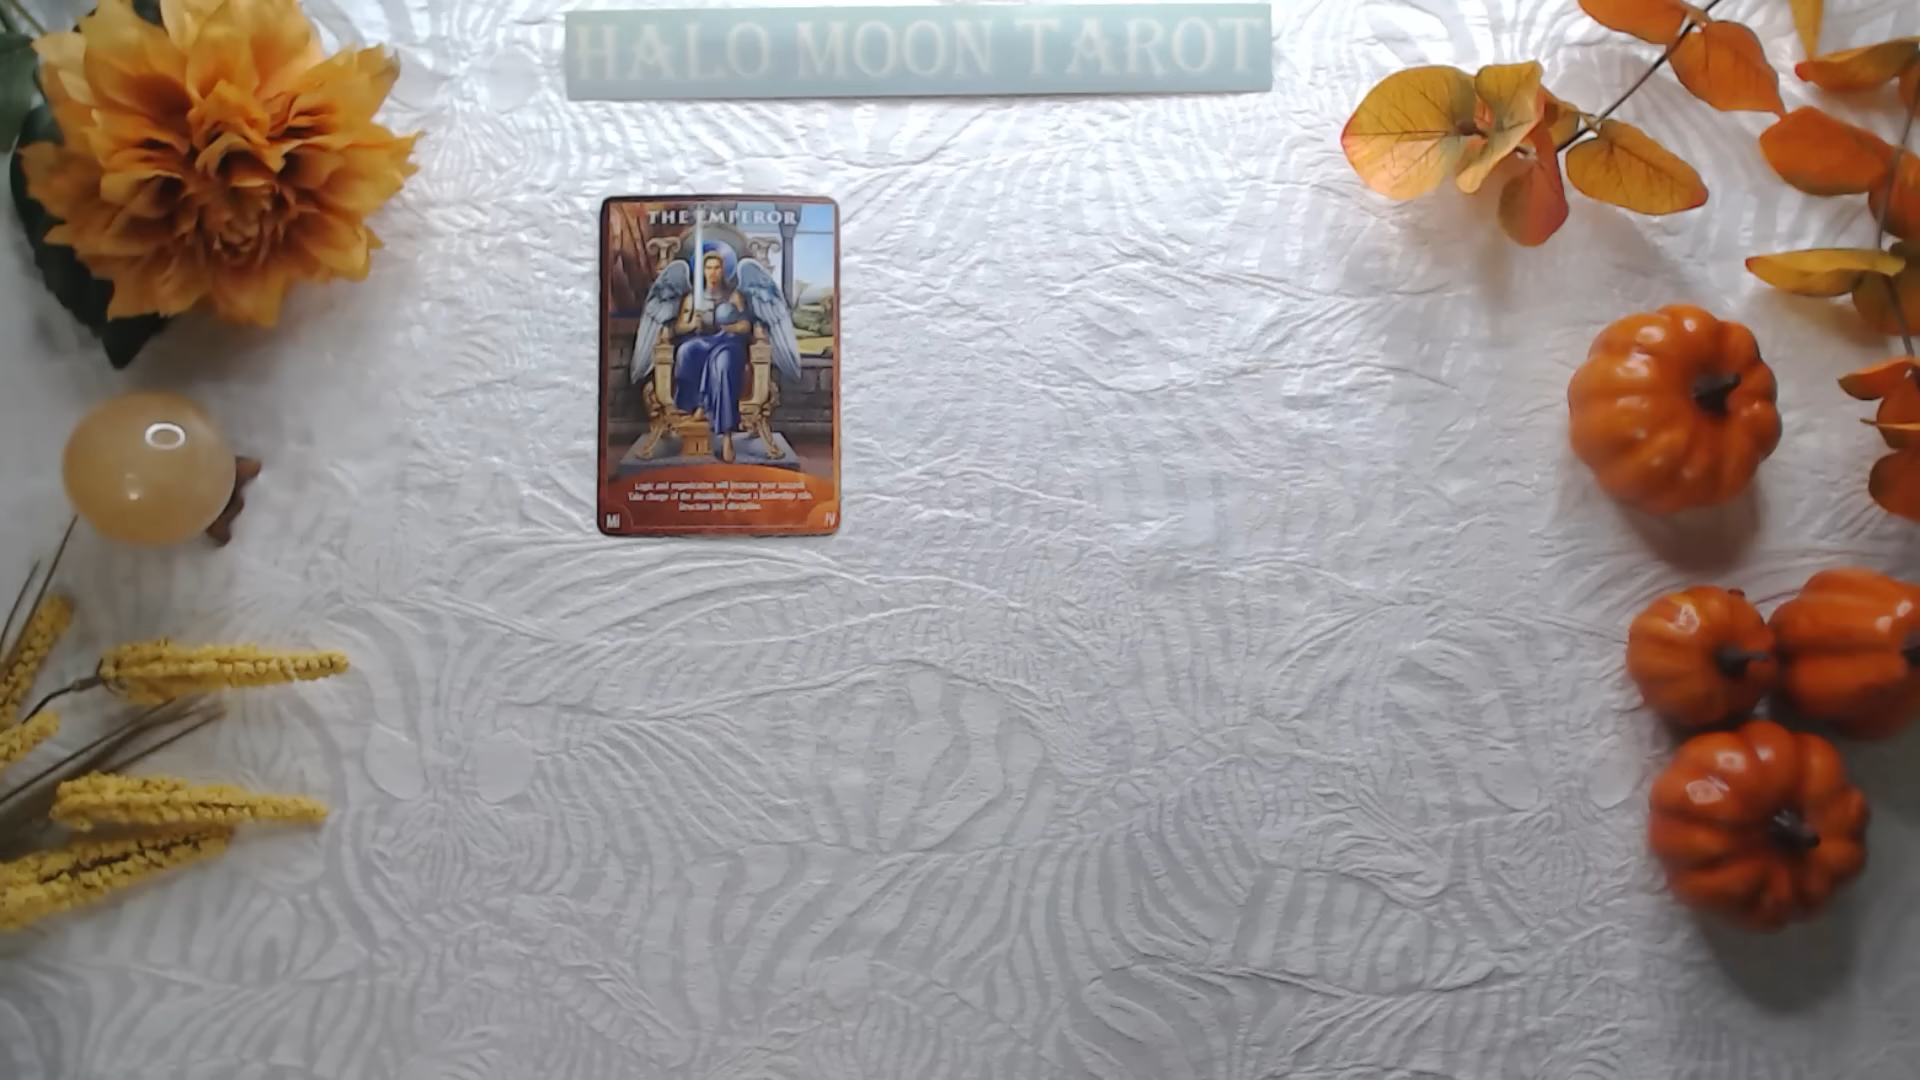 HALO MOON TAROT
THE EMPEROR
Logic and organization will increase your success.
Take charge of the situation. Accept a leadership role.
Structure and discipline.
Mi
IV